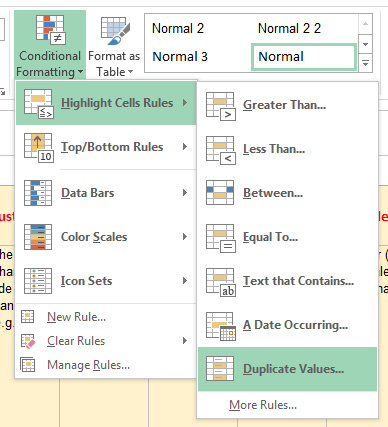 Conditional Formatting
Format as Table
Normal 2
Normal 2 2
Normal 3
Normal
Highlight Cells Rules
Top/Bottom Rules
Data Bars
Color Scales
Icon Sets
New Rule...
Clear Rules
Manage Rules...
Greater Than...
Less Than...
Between...
Equal To...
Text that Contains...
A Date Occurring...
Duplicate Values...
More Rules...